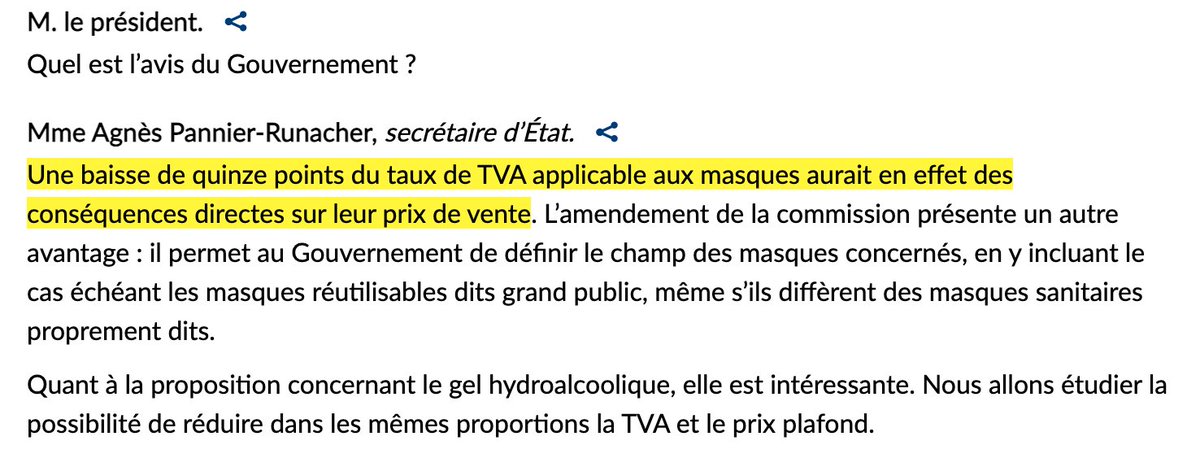 M. le président.
Quel est l’avis du Gouvernement ?
Mme Agnès Pannier-Runacher, secrétaire d’État.
Une baisse de quinze points du taux de TVA applicable aux masques aurait en effet des
conséquences directes sur leur prix de vente. L’amendement de la commission présente un autre
avantage : il permet au Gouvernement de définir le champ des masques concernés, en y incluant le
cas échéant les masques réutilisables dits grand public, même s’ils diffèrent des masques sanitaires
proprement dits.
Quant à la proposition concernant le gel hydroalcoolique, elle est intéressante. Nous allons étudier la
possibilité de réduire dans les mêmes proportions la TVA et le prix plafond.